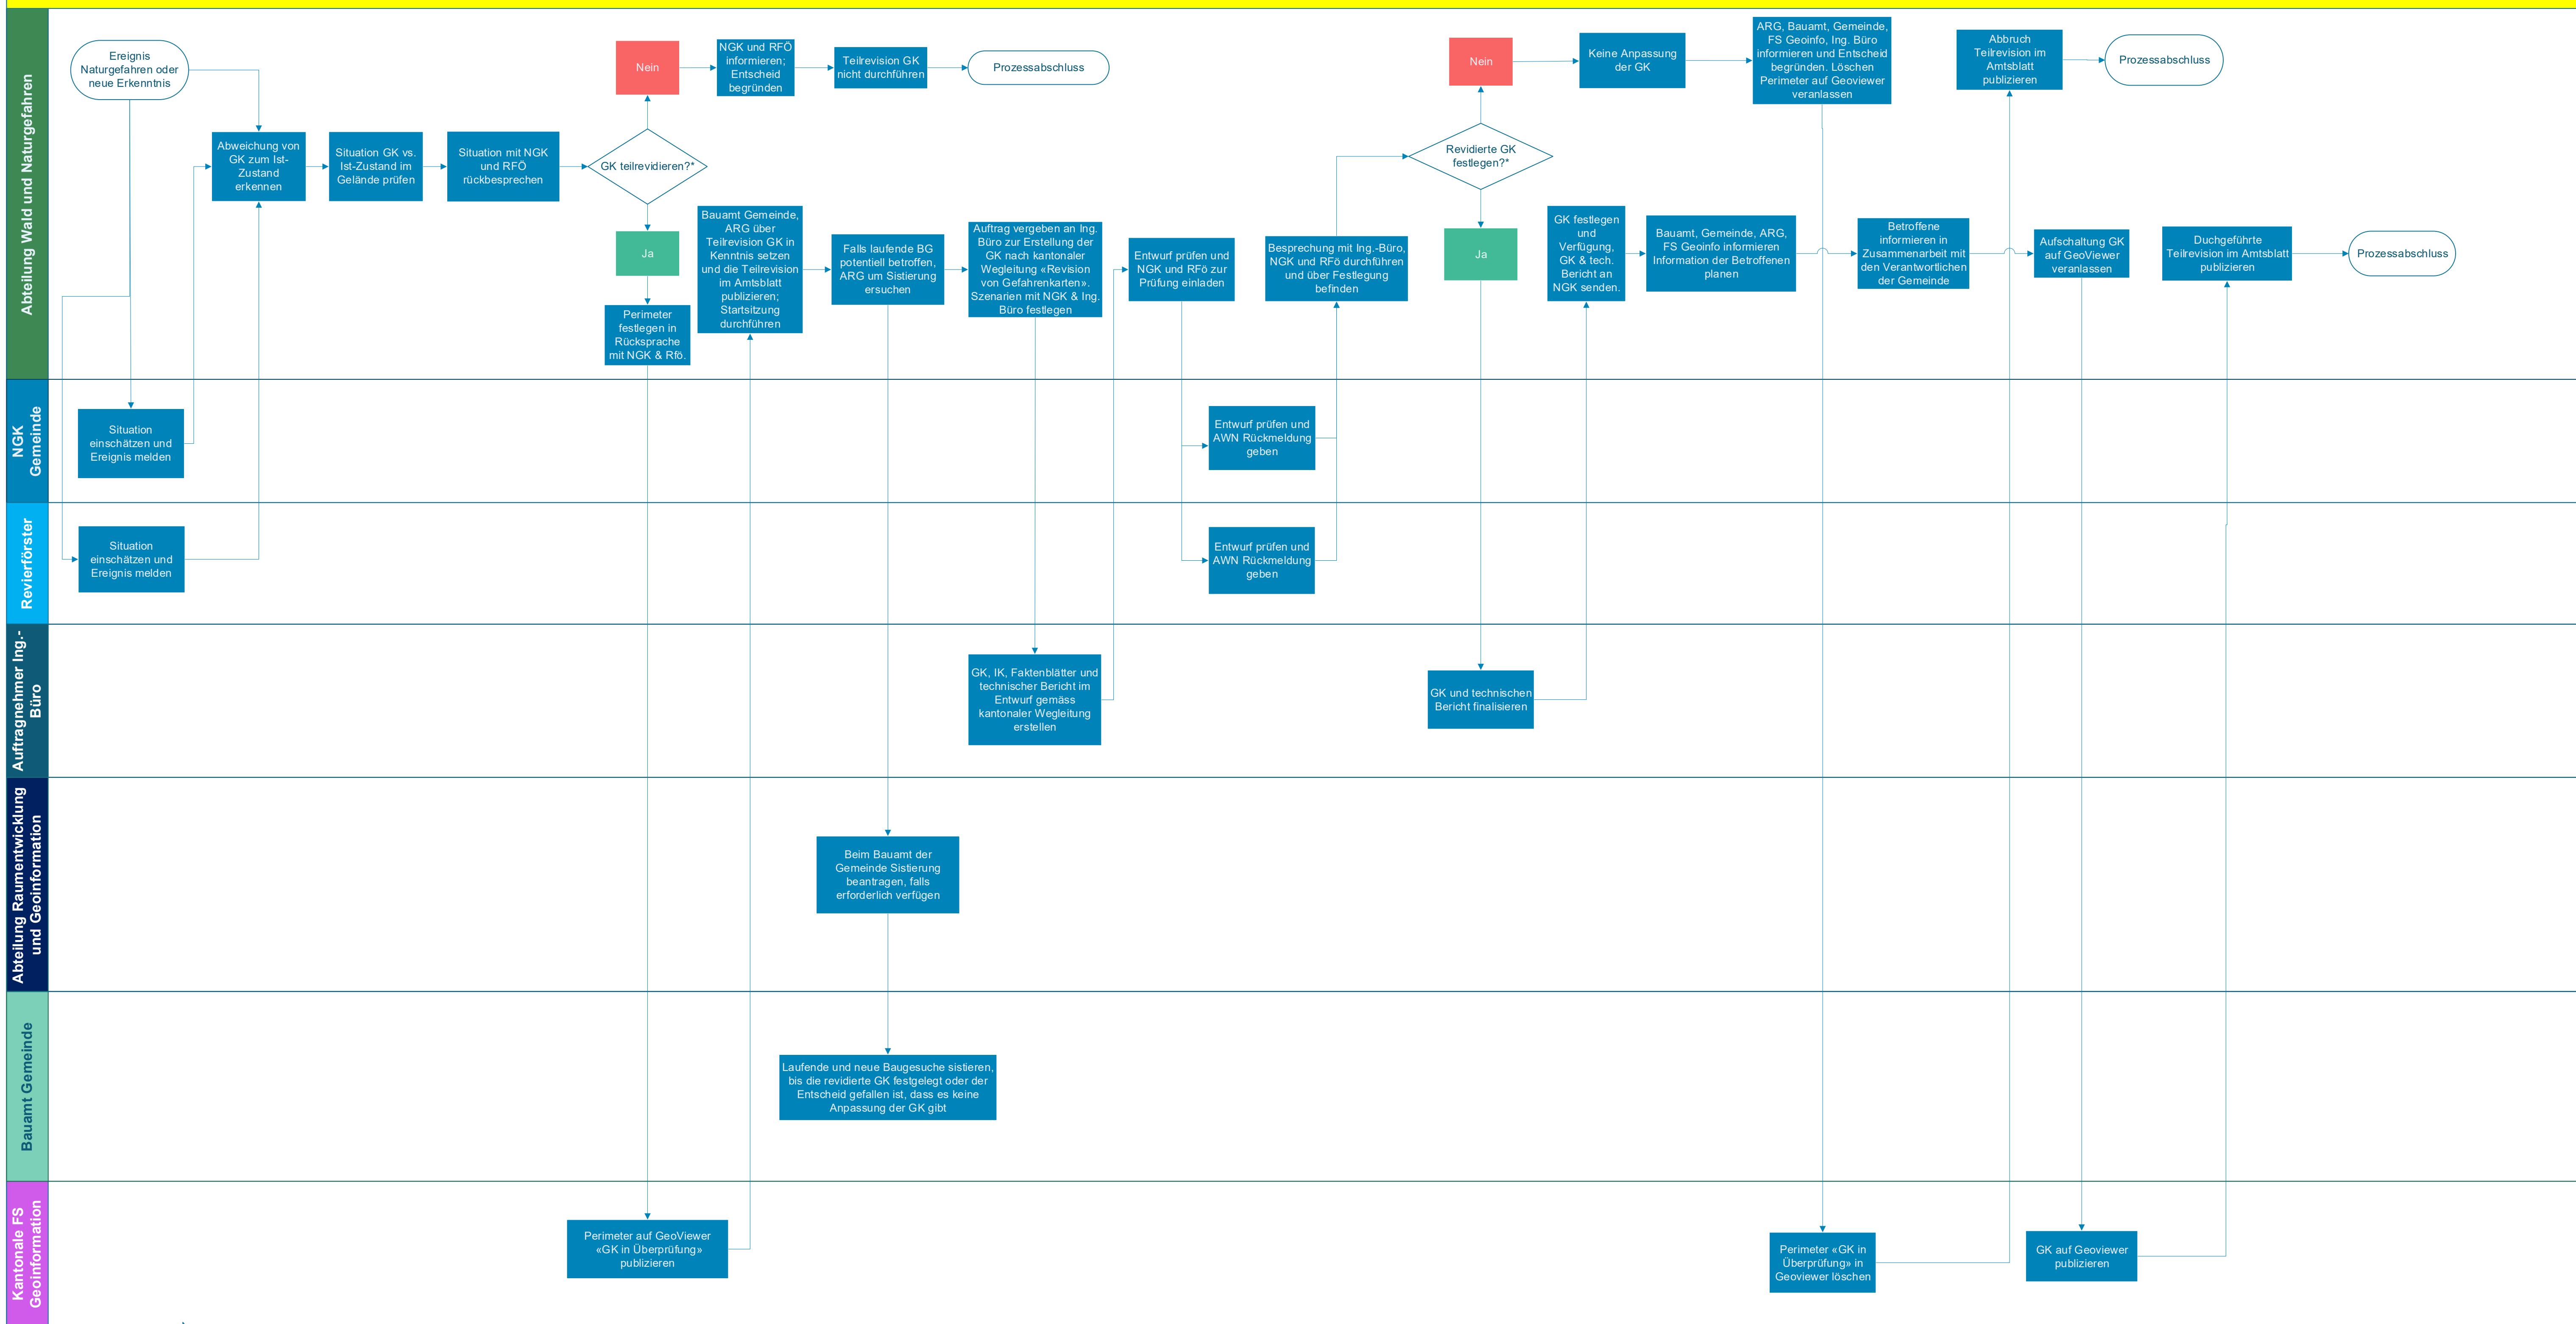 Abteilung Wald und Naturgefahren
Ereignis
Naturgefahren oder
neue Erkenntnis
Abweichung von
GK zum Ist-
Zustand
erkennen
Situation GK vs.
Ist-Zustand im
Gelände prüfen
Situation mit NGK
und RFÖ
rückbesprechen
GK teilrevidieren?*
Nein
NGK und RFÖ
informieren;
Entscheid
begründen
Teilrevision GK
nicht durchführen
Prozessabschluss
Ja
Perimeter
festlegen in
Rücksprache
mit NGK & Rfö.
Bauamt Gemeinde,
ARG über
Teilrevision GK in
Kenntnis setzen
und die Teilrevision
im Amtsblatt
publizieren;
Startsitzung
durchführen
Falls laufende BG
potentiell betroffen,
ARG um Sistierung
ersuchen
Auftrag vergeben an Ing.
Büro zur Erstellung der
GK nach kantonaler
Wegleitung «Revision
von Gefahrenkarten».
Szenarien mit NGK & Ing.
Büro festlegen
Entwurf prüfen und
NGK und RFö zur
Prüfung einladen
Besprechung mit Ing.-Büro,
NGK und RFö durchführen
und über Festlegung
befinden
Revidierte GK
festlegen?*
Nein
Keine Anpassung
der GK
ARG, Bauamt, Gemeinde,
FS Geoinfo, Ing. Büro
informieren und Entscheid
begründen. Löschen
Perimeter auf Geoviewer
veranlassen
Abbruch
Teilrevision im
Amtsblatt
publizieren
Prozessabschluss
Ja
GK festlegen
und
Verfügung,
GK & tech.
Bericht an
NGK senden.
Bauamt, Gemeinde, ARG,
FS Geoinfo informieren
Information der Betroffenen
planen
Betroffene
informieren in
Zusammenarbeit mit
den Verantwortlichen
der Gemeinde
Aufschaltung GK
auf GeoViewer
veranlassen
Duchgeführte
Teilrevision im Amtsblatt
publizieren
Prozessabschluss
NGK
Gemeinde
Situation
einschätzen und
Ereignis melden
Entwurf prüfen und
AWN Rückmeldung
geben
Revierförster
Situation
einschätzen und
Ereignis melden
Entwurf prüfen und
AWN Rückmeldung
geben
Auftragnehmer Ing.-
Büro
GK, IK, Faktenblätter und
technischer Bericht im
Entwurf gemäss
kantonaler Wegleitung
erstellen
GK und technischen
Bericht finalisieren
Abteilung Raumentwicklung
und Geoinformation
Beim Bauamt der
Gemeinde Sistierung
beantragen, falls
erforderlich verfügen
Bauamt Gemeinde
Laufende und neue Baugesuche sistieren,
bis die revidierte GK festgelegt oder der
Entscheid gefallen ist, dass es keine
Anpassung der GK gibt
Kantonale FS
Geoinformation
Perimeter auf GeoViewer
«GK in Überprüfung»
publizieren
Perimeter «GK in
Überprüfung» in
Geoviewer löschen
GK auf Geoviewer
publizieren